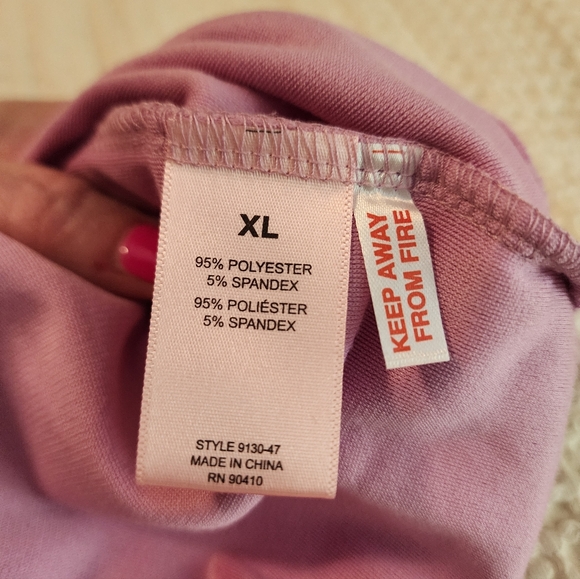 XL
95% POLYESTER
5% SPANDEX
95% POLIÉSTER
5% SPANDEX
STYLE 9130-47
MADE IN CHINA
RN 90410
KEEP AWAY
FROM FIRE